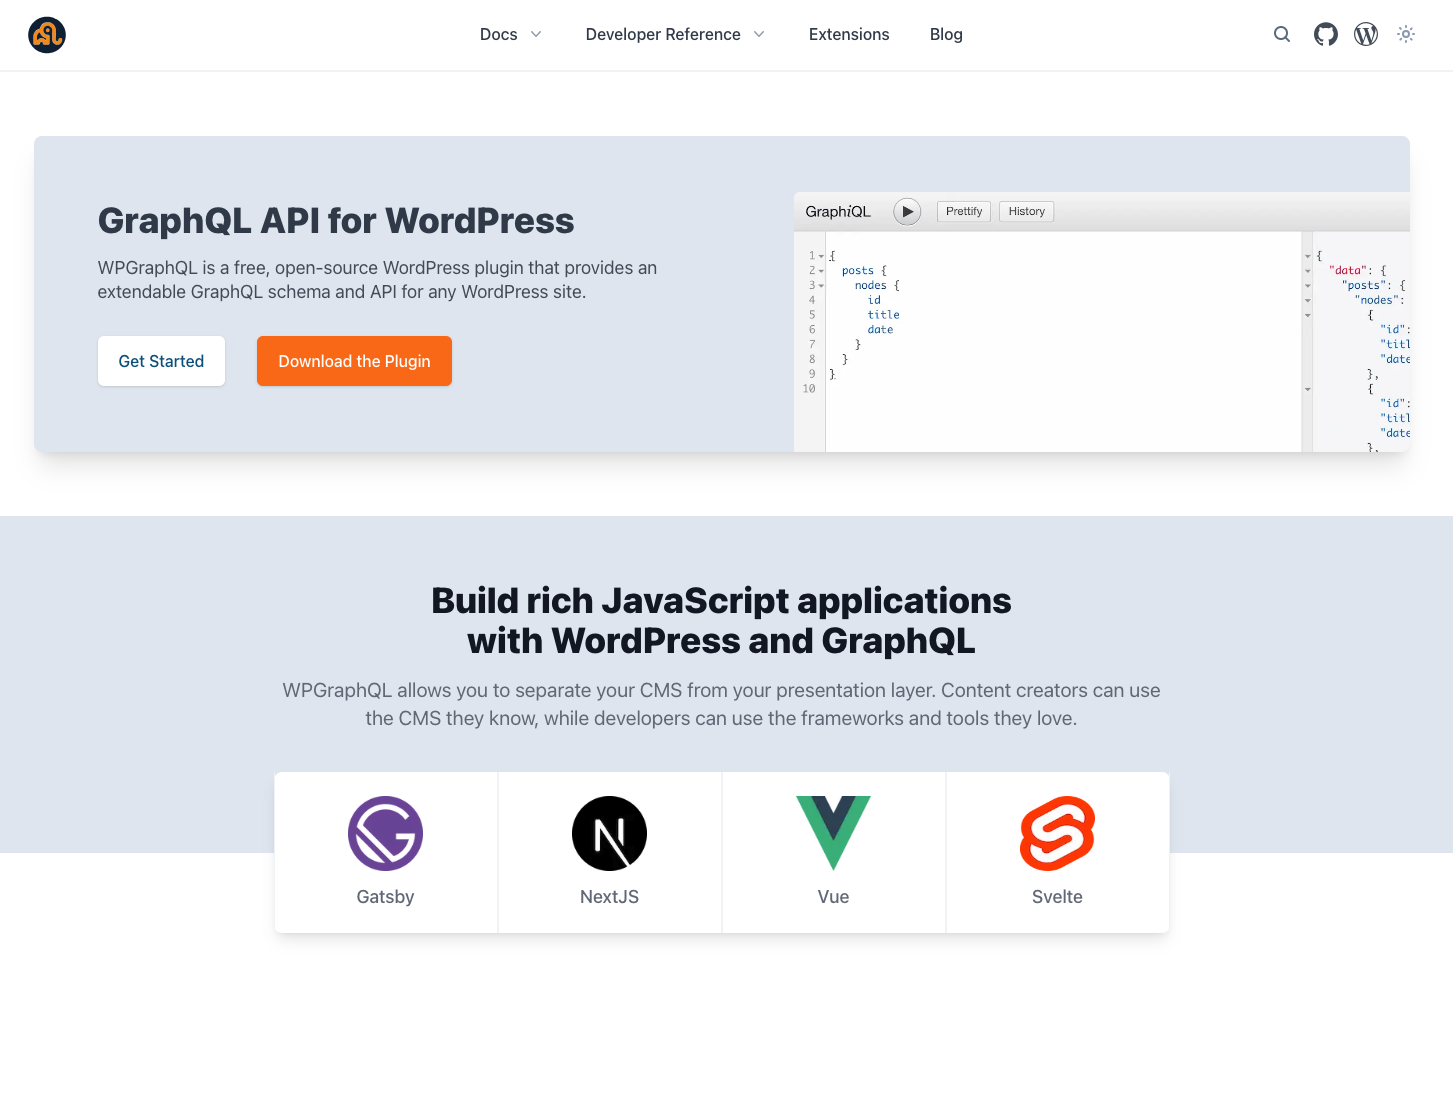 Docs Developer Reference Extensions Blog
GraphQL API for WordPress
WPGraphQL is a free, open-source WordPress plugin that provides an
extendable GraphQL schema and API for any WordPress site.
Get Started Download the Plugin
GraphiQL Prettify History
1 {
2 posts {
3 nodes {
4 id
5 title
6 date
7 }
8 }
9 }
10
{
"data": {
"posts": {
"nodes":
{
"id":
"titl
"date
},
{
"id":
"titl
"date
},
Build rich JavaScript applications
with WordPress and GraphQL
WPGraphQL allows you to separate your CMS from your presentation layer. Content creators can use
the CMS they know, while developers can use the frameworks and tools they love.
Gatsby NextJS Vue Svelte